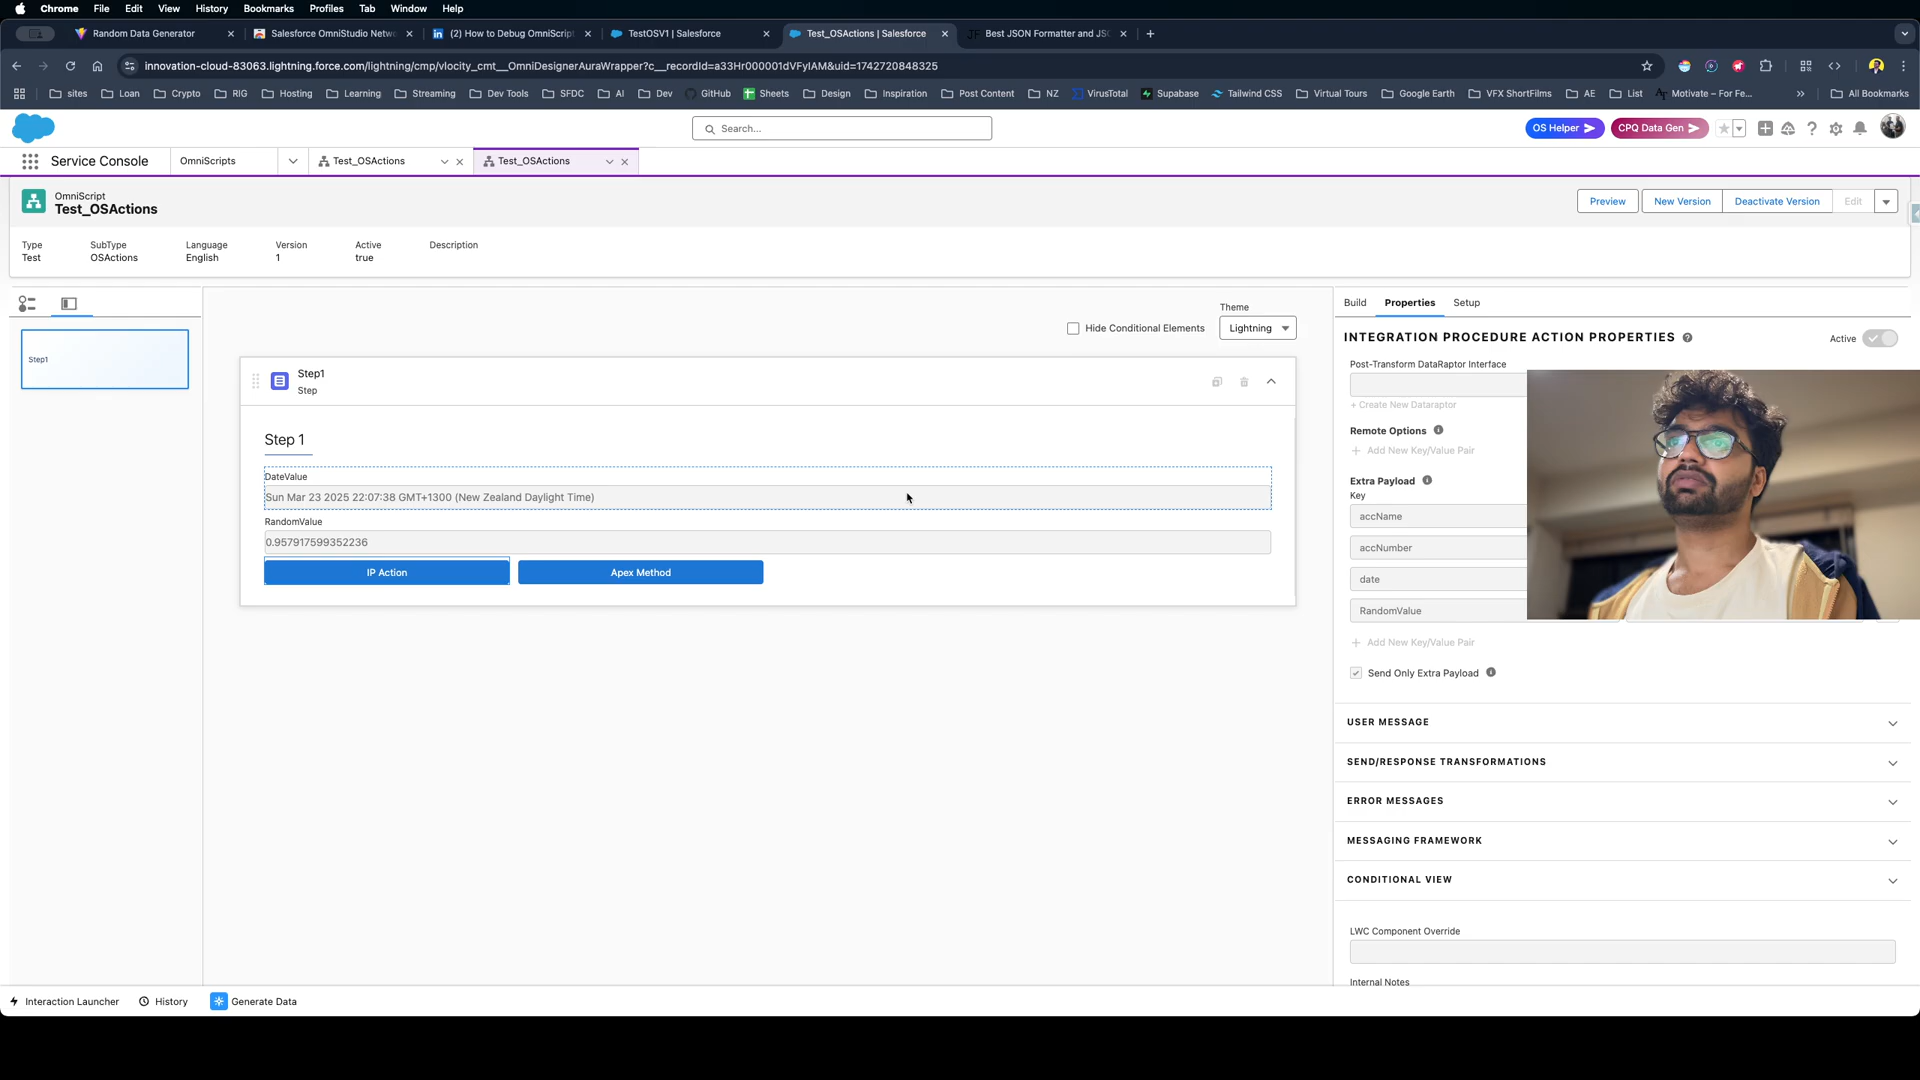 Chrome File Edit View History Bookmarks Profiles Tab Window Help
Random Data Generator
Salesforce OmniStudio Netw
(2) How to Debug OmniScript
TestOSV1 | Salesforce
Test_OSActions | Salesforce
Best JSON Formatter and JS
innovation-cloud-83063.lightning.force.com/lightning/cmp/vlocity_cmt__OmniDesignerAuraWrapper?c__recordId=a33Hr000001dVFyIAM&uid=1742720848325
sites Loan Crypto RIG Hosting Learning Streaming Dev Tools SFDC AI Dev GitHub Sheets Design Inspiration Post Content NZ VirusTotal Supabase Tailwind CSS Virtual Tours Google Earth VFX ShortFilms AE List Motivate – For Fe... All Bookmarks
Search...
OS Helper
CPQ Data Gen
Service Console
OmniScripts
Test_OSActions
Test_OSActions
OmniScript
Test_OSActions
Preview New Version Deactivate Version Edit
Type SubType Language Version Active Description
Test OSActions English 1 true
Step1
Theme
Hide Conditional Elements
Lightning
Step1
Step
Step 1
DateValue
Sun Mar 23 2025 22:07:38 GMT+1300 (New Zealand Daylight Time)
RandomValue
0.957917599352236
IP Action
Apex Method
Build Properties Setup
INTEGRATION PROCEDURE ACTION PROPERTIES
Active
Post-Transform DataRaptor Interface
+ Create New Dataraptor
Remote Options
+ Add New Key/Value Pair
Extra Payload
Key
accName
accNumber
date
RandomValue
+ Add New Key/Value Pair
Send Only Extra Payload
USER MESSAGE
SEND/RESPONSE TRANSFORMATIONS
ERROR MESSAGES
MESSAGING FRAMEWORK
CONDITIONAL VIEW
LWC Component Override
Internal Notes
Interaction Launcher
History
Generate Data